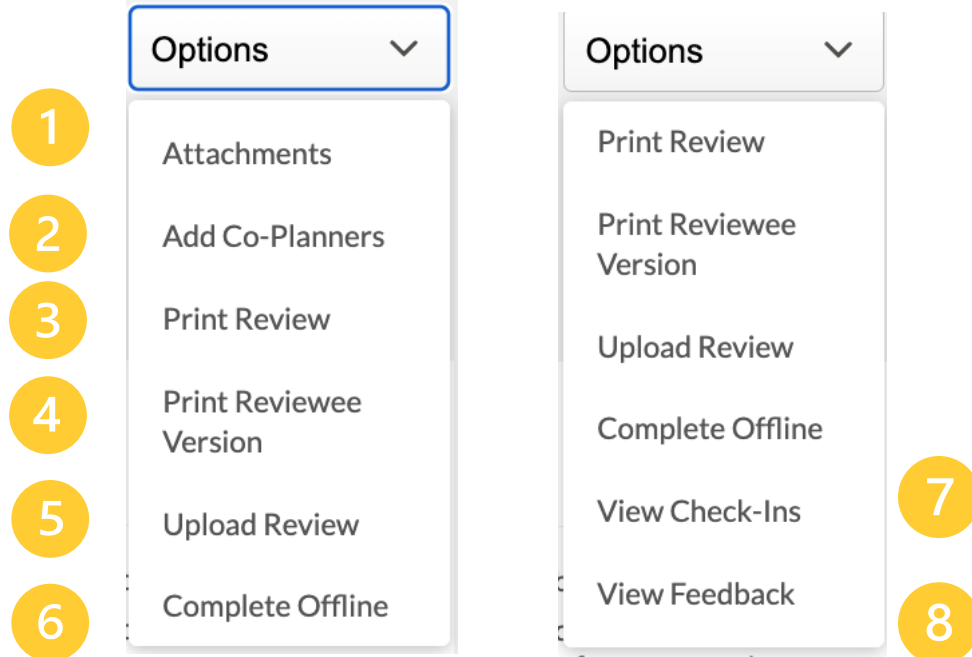 Options
1
Attachments
2
Add Co-Planners
3
Print Review
4
Print Reviewee
Version
5
Upload Review
6
Complete Offline
Options
Print Review
Print Reviewee
Version
Upload Review
Complete Offline
7
View Check-Ins
8
View Feedback